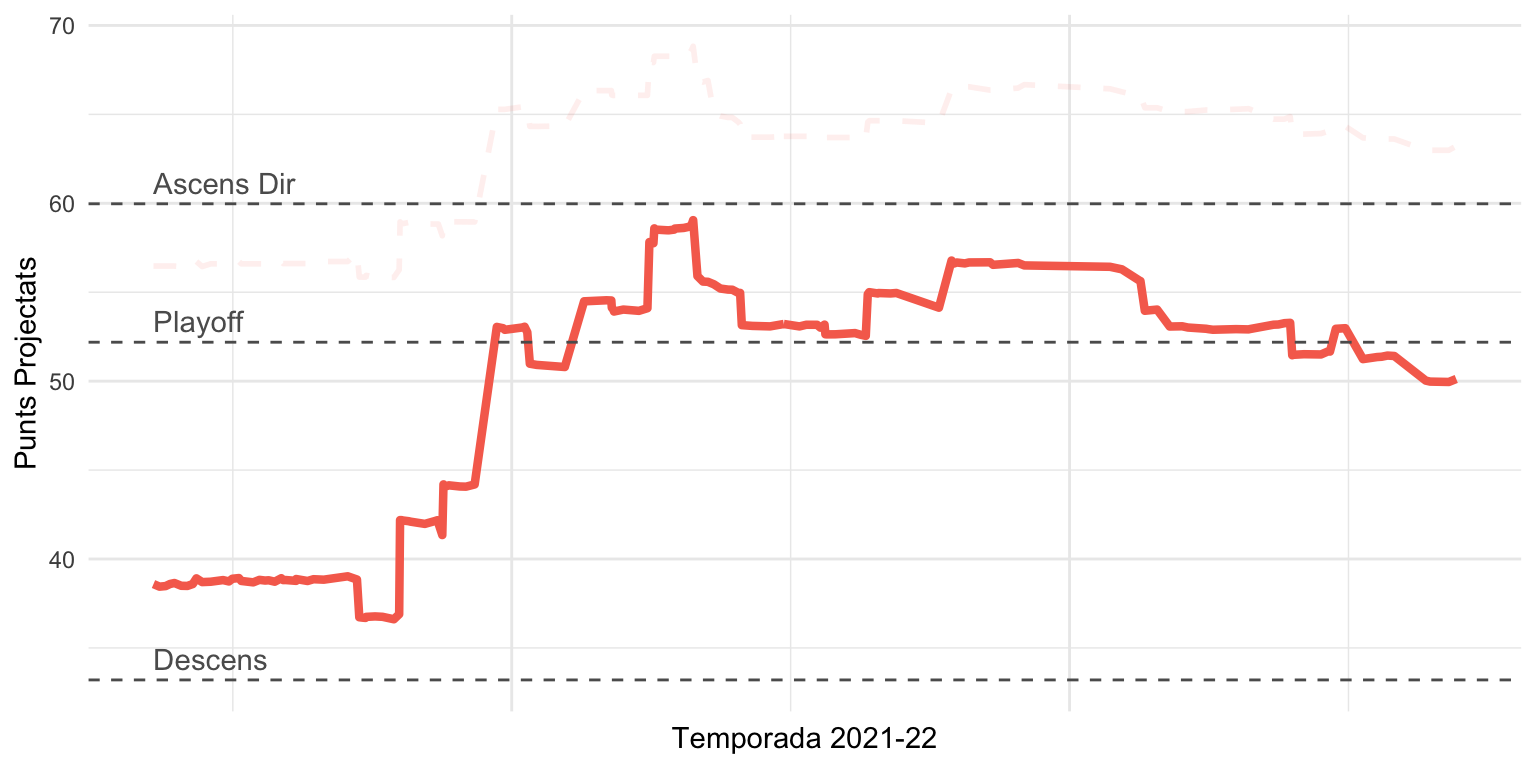 70
Ascens Dir
60
Playoff
50
40
Descens
Punts Projectats
Temporada 2021-22